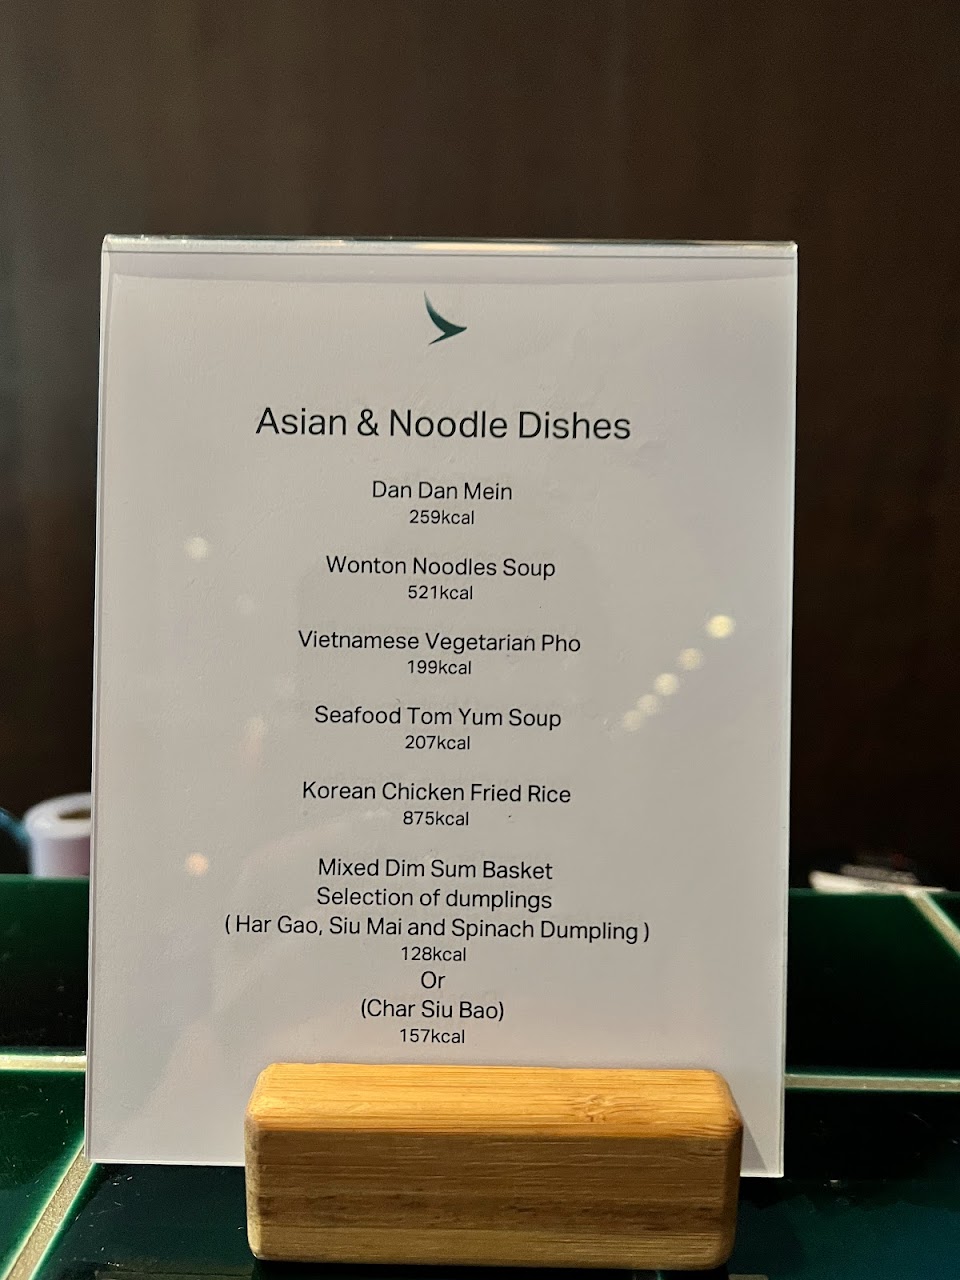 Asian & Noodle Dishes
Dan Dan Mein
259kcal
Wonton Noodles Soup
521kcal
Vietnamese Vegetarian Pho
199kcal
Seafood Tom Yum Soup
207kcal
Korean Chicken Fried Rice
875kcal
Mixed Dim Sum Basket
Selection of dumplings
( Har Gao, Siu Mai and Spinach Dumpling )
128kcal
Or
(Char Siu Bao)
157kcal